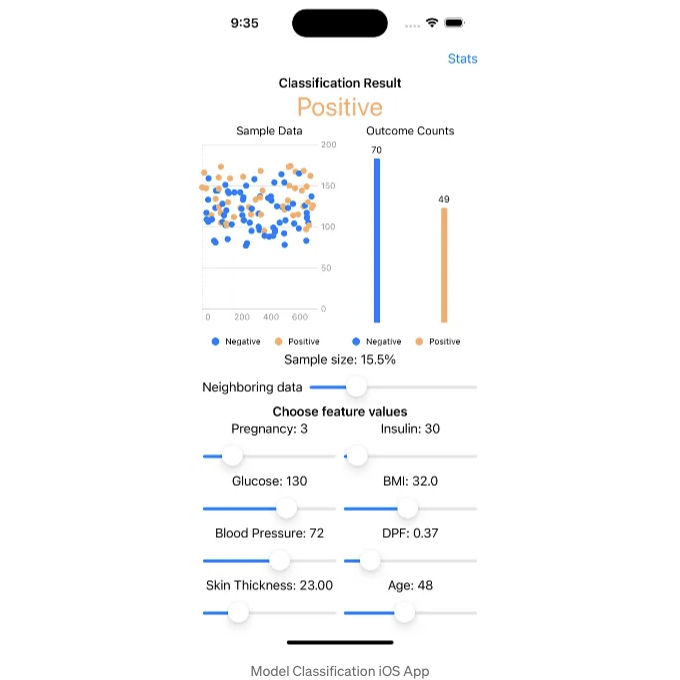 9:35
Stats
Classification Result
Positive
Sample Data Outcome Counts
200
150
100
50
0
0 200 400 600
70
49
Negative Positive Negative Positive
Sample size: 15.5%
Neighboring data
Choose feature values
Pregnancy: 3 Insulin: 30
Glucose: 130 BMI: 32.0
Blood Pressure: 72 DPF: 0.37
Skin Thickness: 23.00 Age: 48
Model Classification iOS App